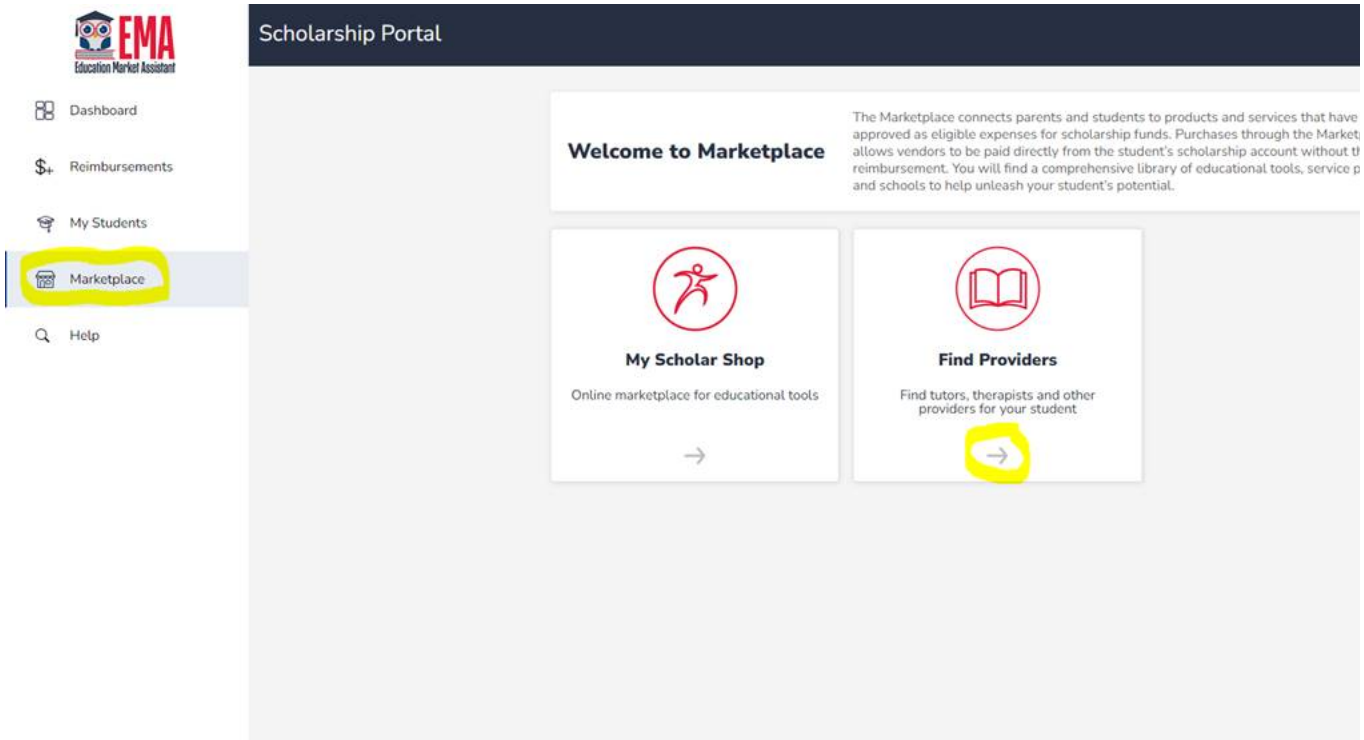 EMA
Education Market Assistant
Scholarship Portal
Dashboard
Reimbursements
My Students
Marketplace
Help
Welcome to Marketplace
The Marketplace connects parents and students to products and services that have
approved as eligible expenses for scholarship funds. Purchases through the
allows vendors to be paid directly from the student's scholarship account without
reimbursement. You will find a comprehensive library of educational tools, service
and schools to help unleash your student's potential.
My Scholar Shop
Online marketplace for educational tools
Find Providers
Find tutors, therapists and other
providers for your student